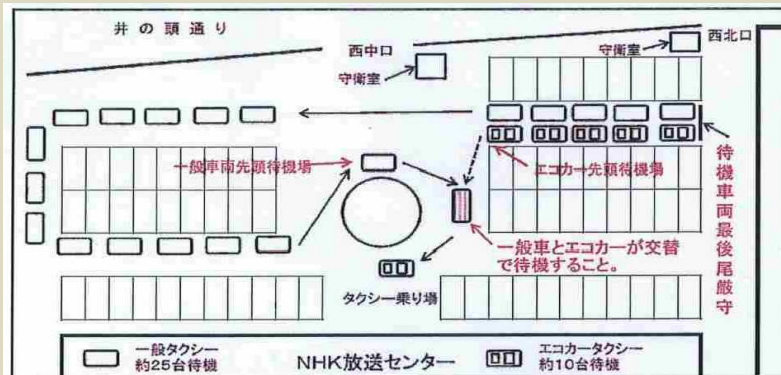 井の頭通り
西中口
守衛室
守衛室
西北口
一般車両先頭待機場
エコカー先頭待機場
待機車両最後尾厳守
一般車とエコカーが交替
で待機すること。
タクシー乗り場
一般タクシー
約25台待機
NHK放送センター
エコカータクシー
約10台待機